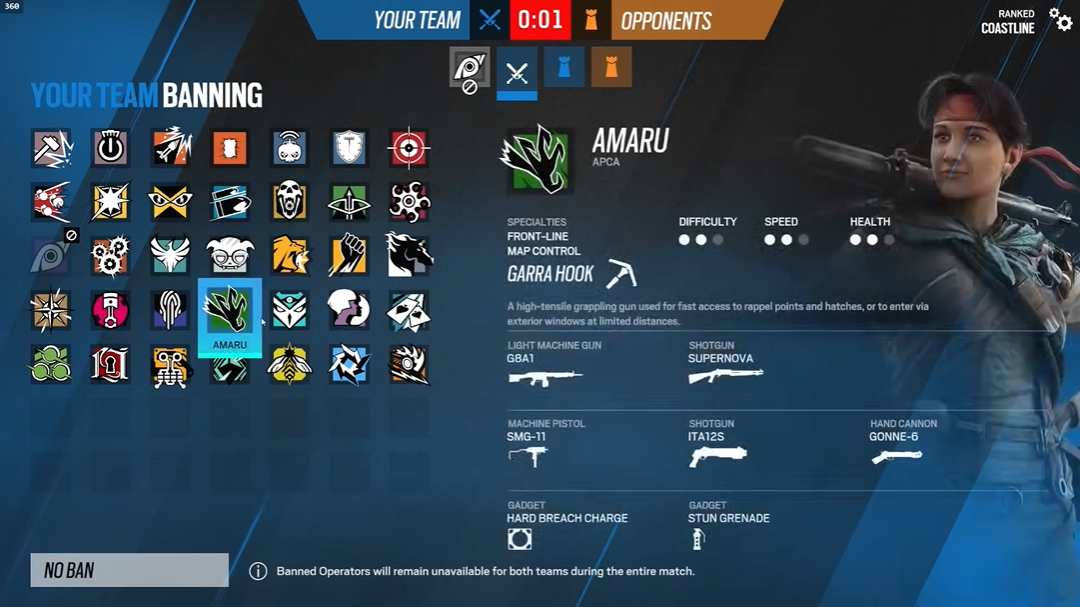 360
YOUR TEAM
0:01
OPPONENTS
RANKED
COASTLINE
YOUR TEAM BANNING
AMARU
APCA
SPECIALTIES
FRONT-LINE
MAP CONTROL
DIFFICULTY
SPEED
HEALTH
GARRA HOOK
A high-tensile grappling gun used for fast access to rappel points and hatches, or to enter via
exterior windows at limited distances.
LIGHT MACHINE GUN
G8A1
SHOTGUN
SUPERNOVA
AMARU
MACHINE PISTOL
SMG-11
SHOTGUN
ITA12S
HAND CANNON
GONNE-6
GADGET
HARD BREACH CHARGE
GADGET
STUN GRENADE
NO BAN
Banned Operators will remain unavailable for both teams during the entire match.